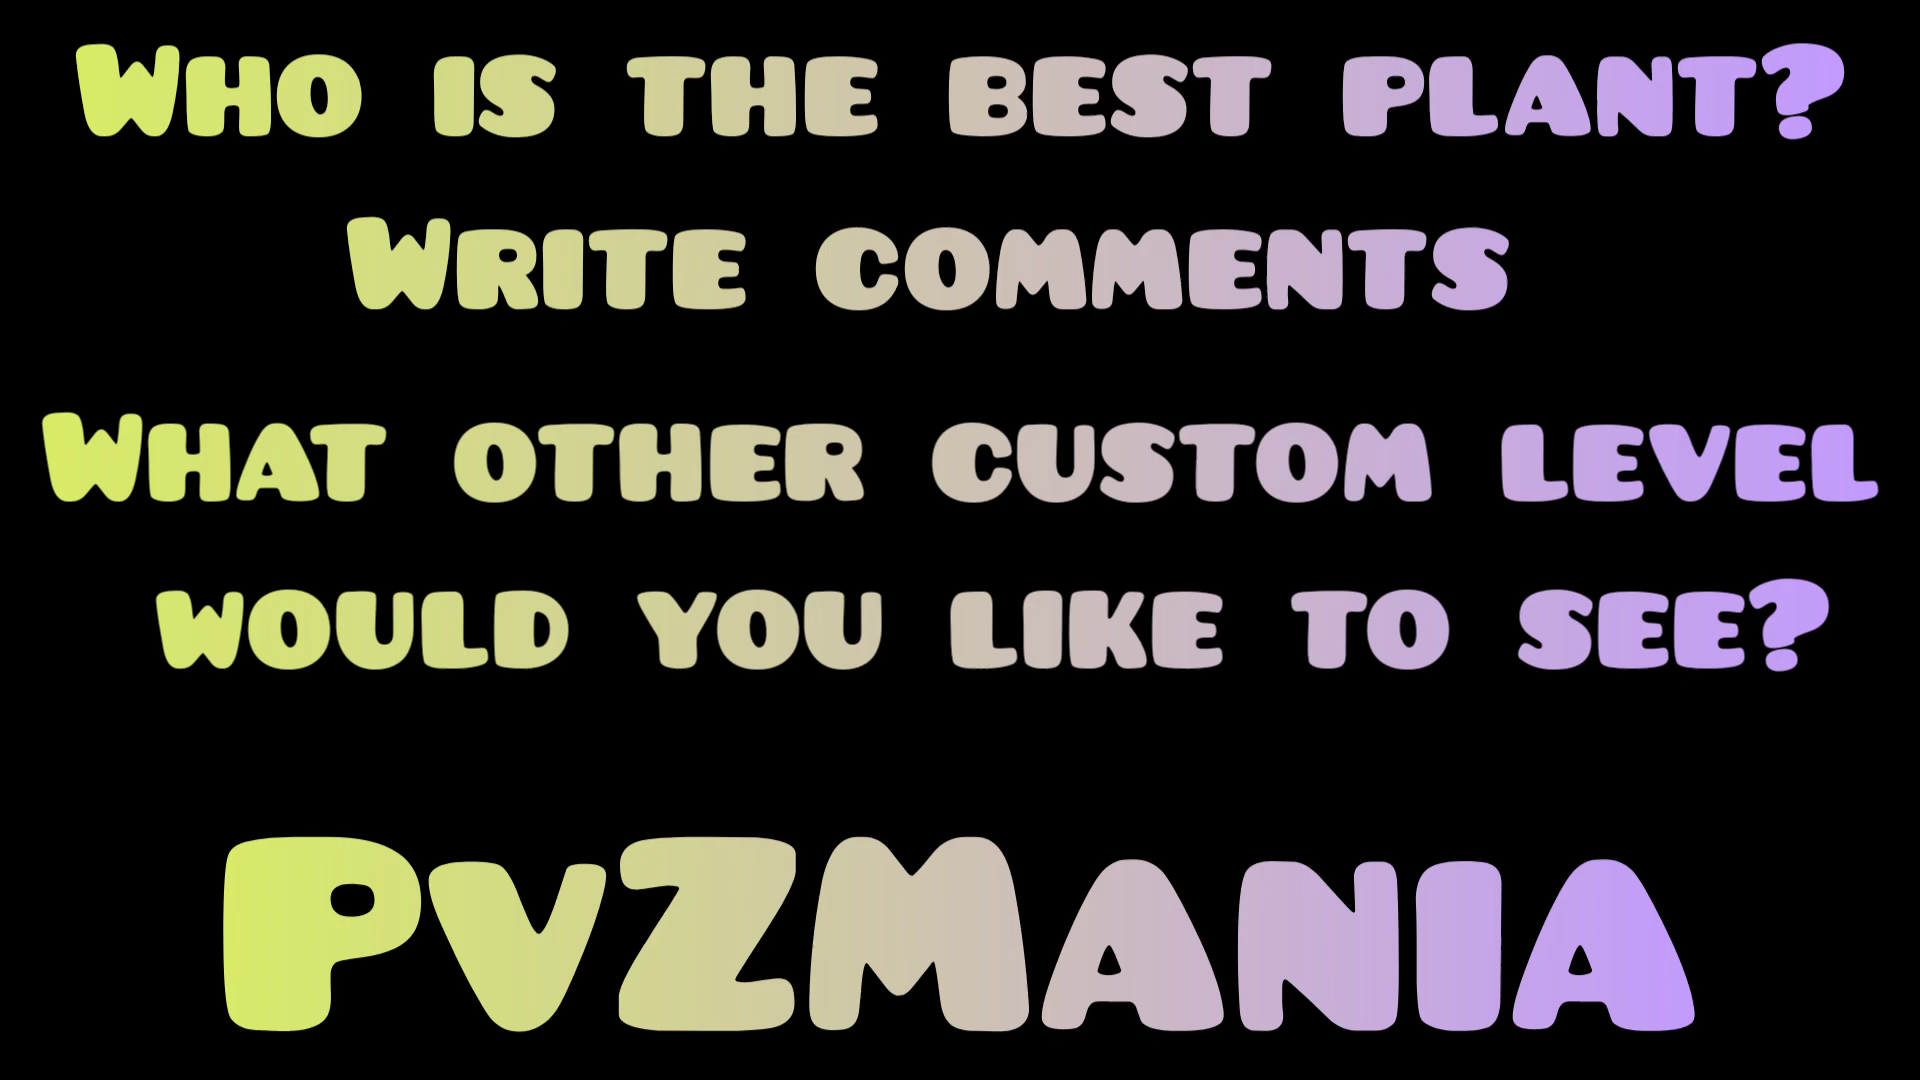 Who is the best plant?
Write comments
What other custom level
would you like to see?
PvZMania